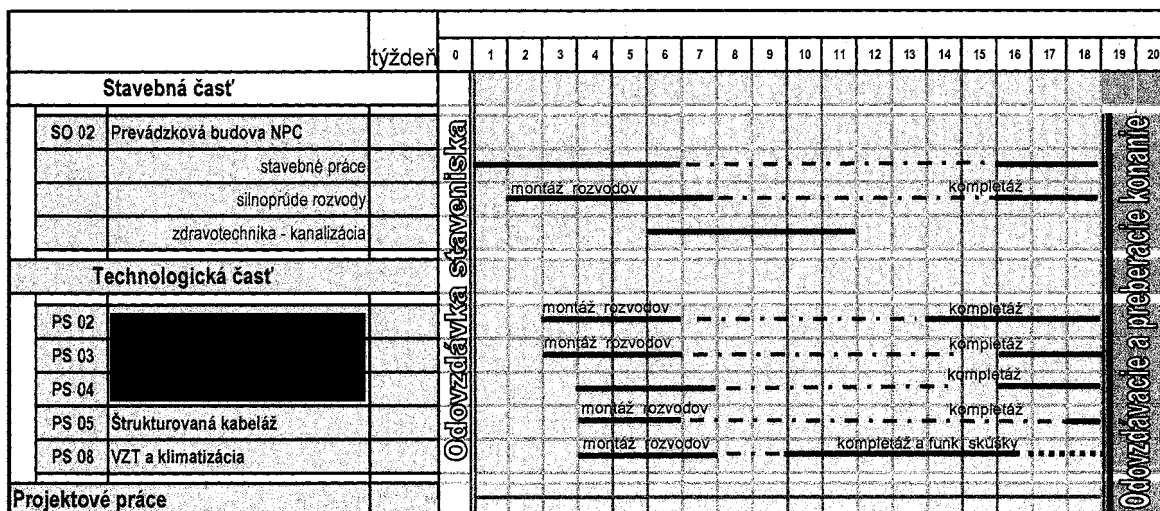 týždeň 0 1 2 3 4 5 6 7 8 9 10 11 12 13 14 15 16 17 18 19 20
Stavebná časť
SO 02 Prevádzková budova NPC
stavebné práce
silnoprúde rozvody montáž rozvodov kompletáž
zdravotechnika - kanalizácia
Technologická časť
PS 02 montáž rozvodov kompletáž
PS 03 montáž rozvodov kompletáž
PS 04 kompletáž
PS 05 Štrukturovaná kabeláž montáž rozvodov kompletáž
PS 08 VZT a klimatizácia montáž rozvodov kompletáž a funk. skúšky
Projektové práce
Odovzdávka staveniska
Odovzdávacie a preberacie konanie